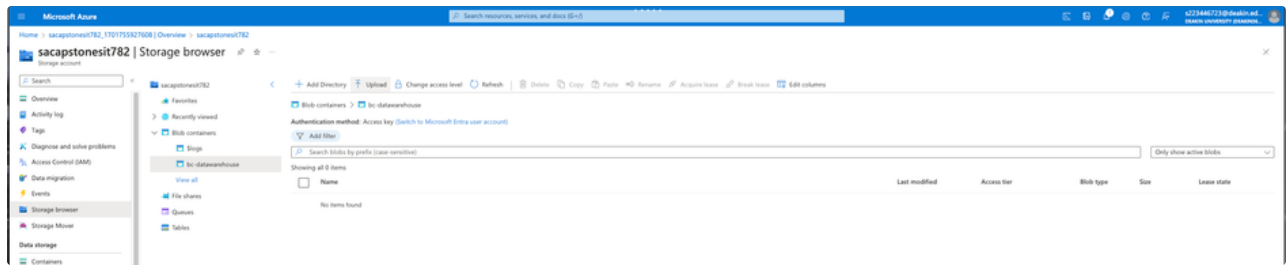 Microsoft Azure
Search resources, services, and docs (G+/)
s223446723@deakin.ed...
DEAKIN UNIVERSITY (DEAKINON...
Home > sacapstonesit782_1701755927608 | Overview > sacapstonesit782
sacapstonesit782 | Storage browser
Storage account
Search
Overview
Activity log
Tags
Diagnose and solve problems
Access Control (IAM)
Data migration
Events
Storage browser
Storage Mover
Data storage
Containers
sacapstonesit782
Favorites
Recently viewed
Blob containers
$logs
bc-datawarehouse
View all
File shares
Queues
Tables
Add Directory Upload Change access level Refresh Delete Copy Paste Rename Acquire lease Break lease Edit columns
Blob containers > bc-datawarehouse
Authentication method: Access key (Switch to Microsoft Entra user account)
Add filter
Search blobs by prefix (case-sensitive)
Only show active blobs
Showing all 0 items
Name Last modified Access tier Blob type Size Lease state
No items found